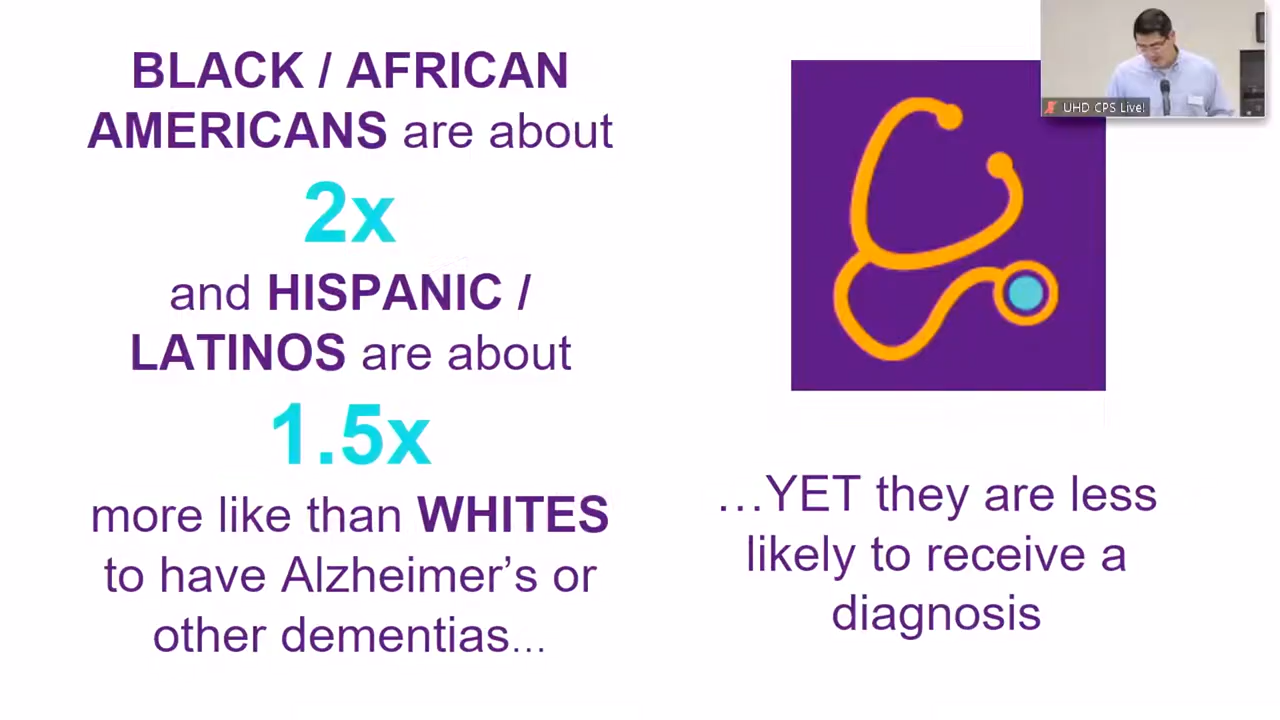 BLACK / AFRICAN
AMERICANS are about
2x
and HISPANIC /
LATINOS are about
1.5x
more like than WHITES
to have Alzheimer’s or
other dementias...
…YET they are less
likely to receive a
diagnosis
UHD CPS Live!